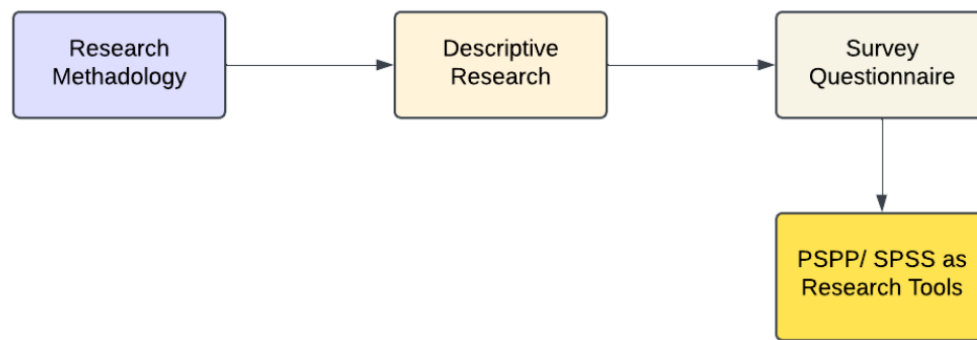 Research
Methadology
Descriptive
Research
Survey
Questionnaire
PSPP/ SPSS as
Research Tools